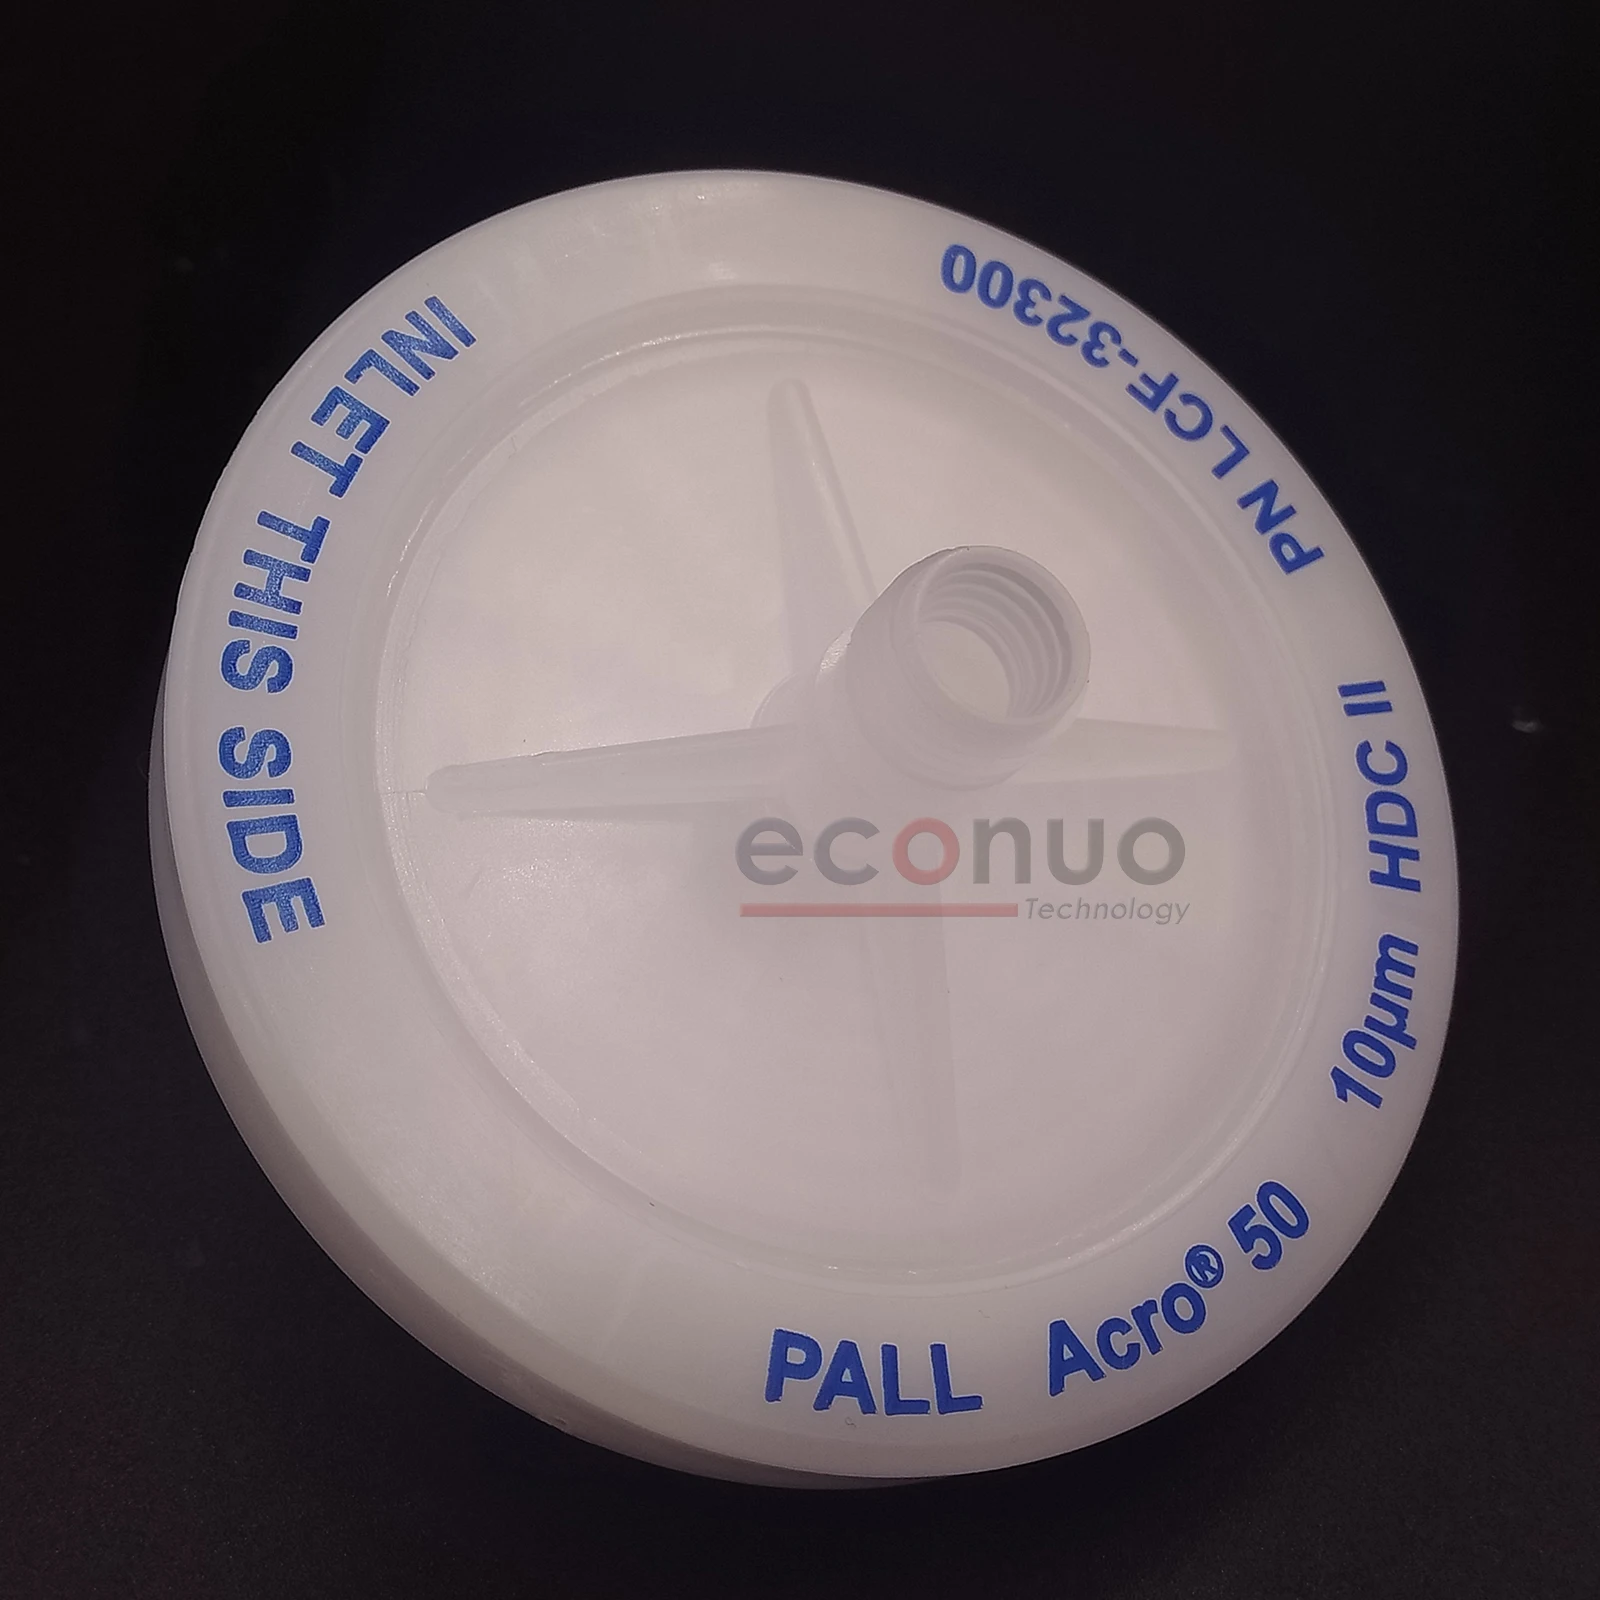 INLET THIS SIDE
PALL Acro® 50
10µm HDC II
PN LCF-32300
econuo
Technology